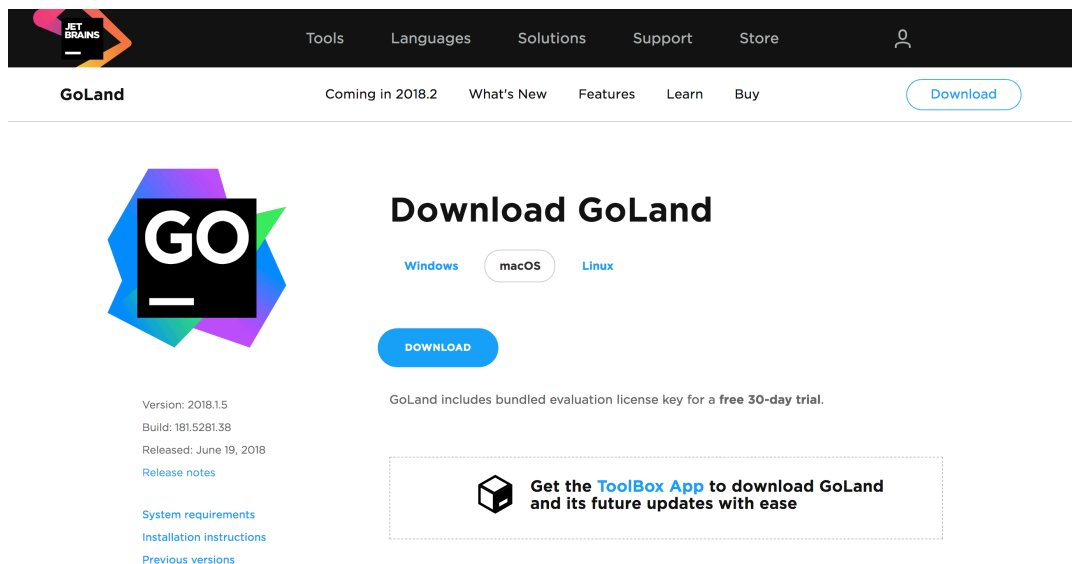 JET
BRAINS
Tools Languages Solutions Support Store
GoLand Coming in 2018.2 What's New Features Learn Buy Download
GO
Download GoLand
Windows macOS Linux
DOWNLOAD
GoLand includes bundled evaluation license key for a free 30-day trial.
Version: 2018.1.5
Build: 181.5281.38
Released: June 19, 2018
Release notes
System requirements
Installation instructions
Previous versions
Get the ToolBox App to download GoLand
and its future updates with ease